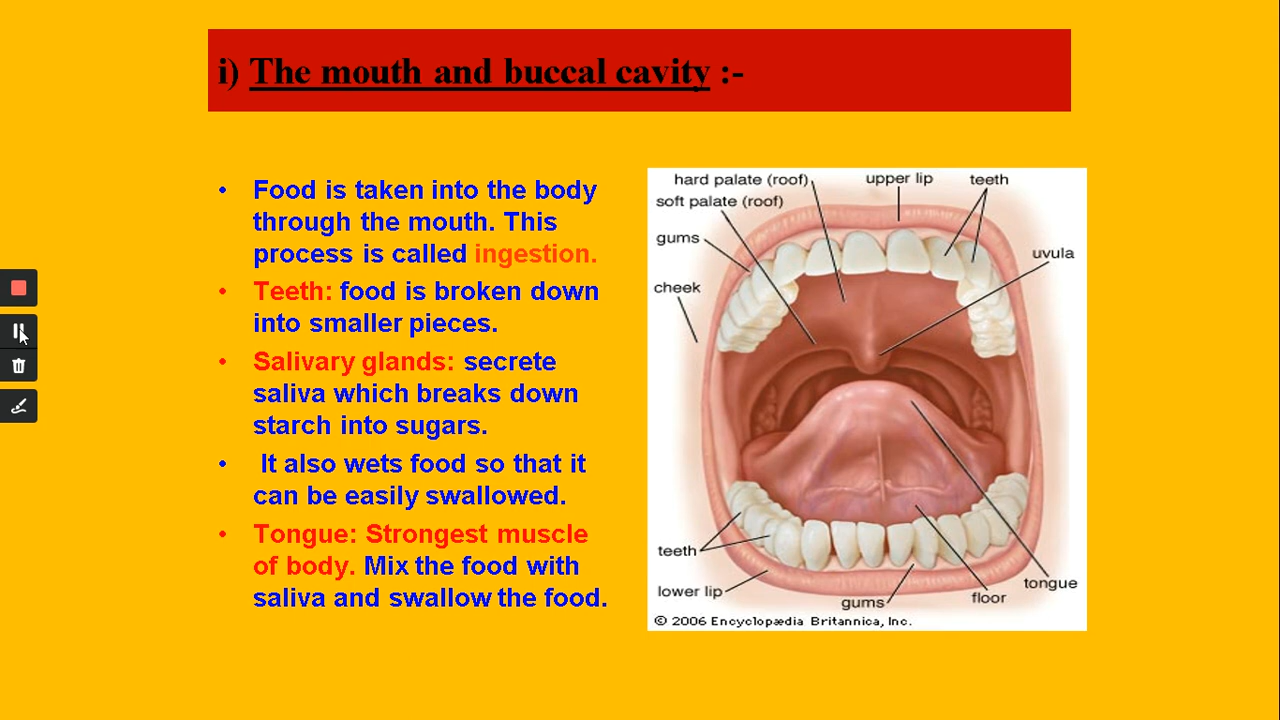 i) The mouth and buccal cavity :-
• Food is taken into the body
through the mouth. This
process is called ingestion.
• Teeth: food is broken down
into smaller pieces.
• Salivary glands: secrete
saliva which breaks down
starch into sugars.
• It also wets food so that it
can be easily swallowed.
• Tongue: Strongest muscle
of body. Mix the food with
saliva and swallow the food.
hard palate (roof)
upper lip
teeth
soft palate (roof)
gums
uvula
cheek
teeth
lower lip
gums
floor
tongue
© 2006 Encyclopædia Britannica, Inc.